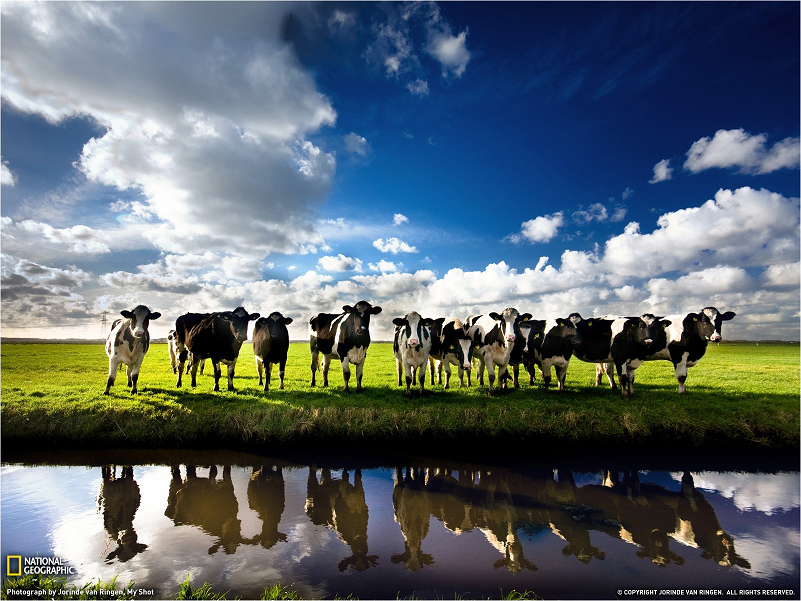 NATIONAL
GEOGRAPHIC
Photograph by Jorinde van Ringen, My Shot
© COPYRIGHT JORINDE VAN RINGEN. ALL RIGHTS RESERVED.